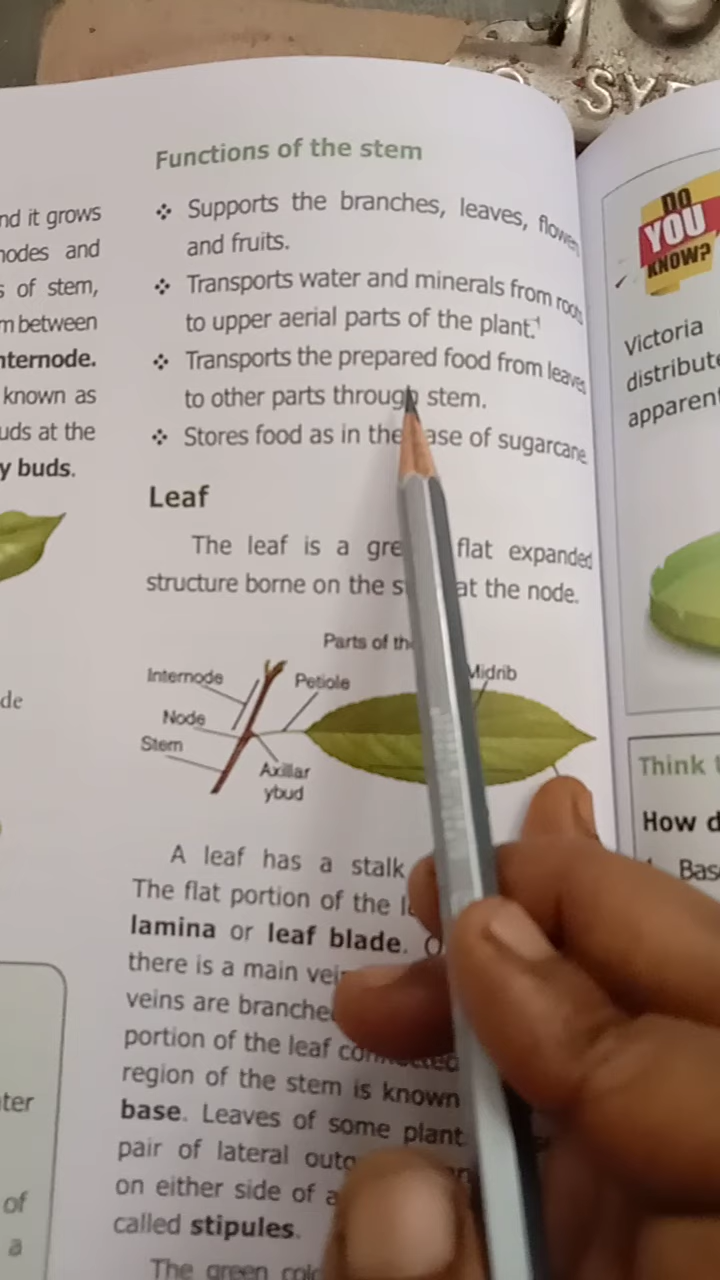 SY
nd it grows
nodes and
s of stem,
m between
nternode.
known as
uds at the
y buds.
de
ter
of
a
Functions of the stem
❖ Supports the branches, leaves, flowers
and fruits.
❖ Transports water and minerals from roots
to upper aerial parts of the plant.
❖ Transports the prepared food from leaves
to other parts through stem.
❖ Stores food as in the ase of sugarcane
Leaf
The leaf is a gre flat expanded
structure borne on the s at the node.
Parts of th
Internode
Petiole
Midrib
Node
Stem
Axillar
ybud
A leaf has a stalk
The flat portion of the
lamina or leaf blade.
there is a main vei
veins are branche
portion of the leaf connected
region of the stem is known
base. Leaves of some plant
pair of lateral outg
on either side of a
called stipules.
The green
DO
YOU
KNOW?
Victoria
distribute
apparent
Think
How d
Bas